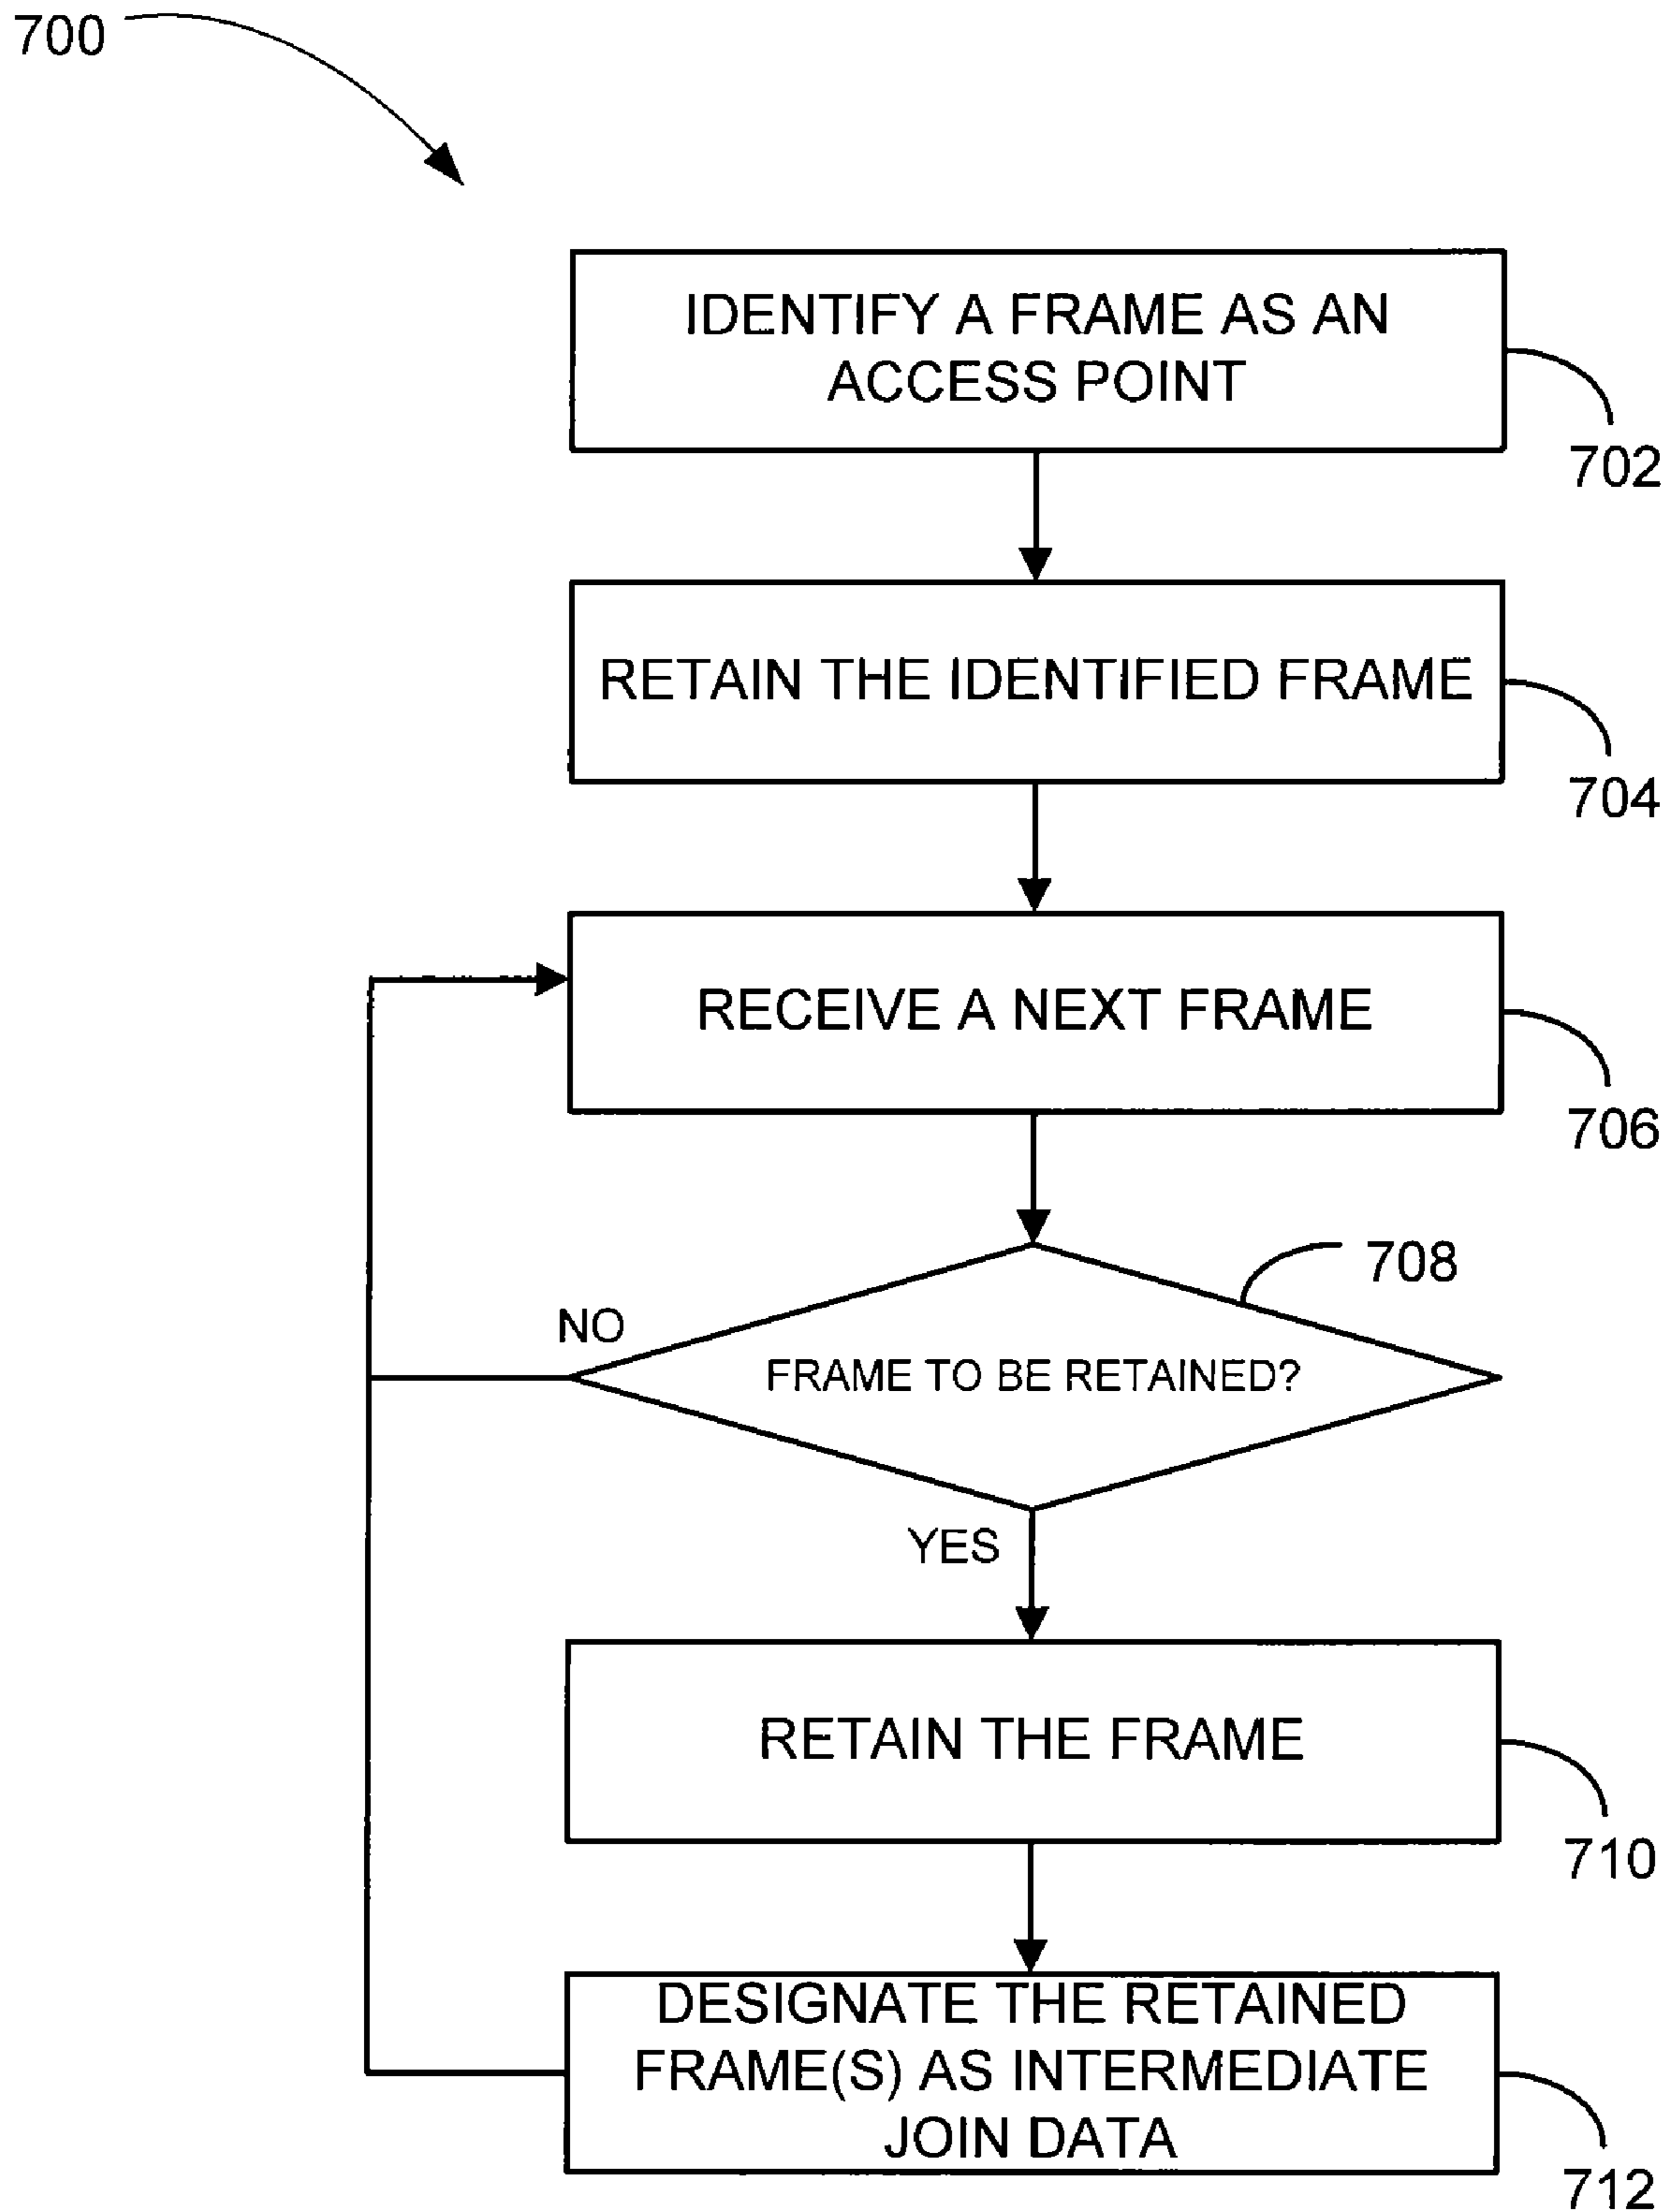 700
IDENTIFY A FRAME AS AN
ACCESS POINT
702
RETAIN THE IDENTIFIED FRAME
704
RECEIVE A NEXT FRAME
706
708
NO
FRAME TO BE RETAINED?
YES
RETAIN THE FRAME
710
DESIGNATE THE RETAINED
FRAME(S) AS INTERMEDIATE
JOIN DATA
712